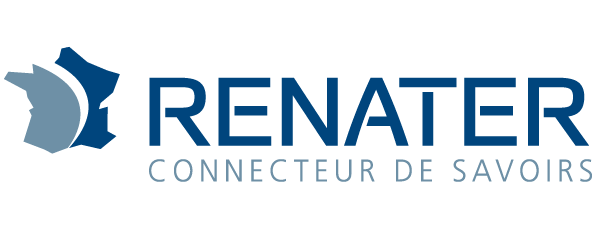 RENATER
CONNECTEUR DE SAVOIRS